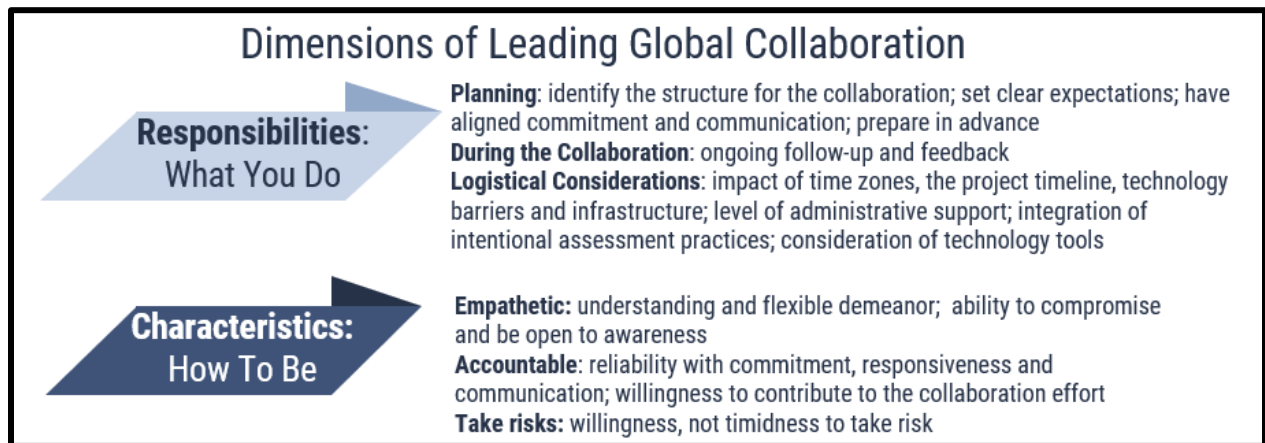 Dimensions of Leading Global Collaboration
Responsibilities:
What You Do
Planning: identify the structure for the collaboration; set clear expectations; have
aligned commitment and communication; prepare in advance
During the Collaboration: ongoing follow-up and feedback
Logistical Considerations: impact of time zones, the project timeline, technology
barriers and infrastructure; level of administrative support; integration of
intentional assessment practices; consideration of technology tools
Characteristics:
How To Be
Empathetic: understanding and flexible demeanor;  ability to compromise
and be open to awareness
Accountable: reliability with commitment, responsiveness and
communication; willingness to contribute to the collaboration effort
Take risks: willingness, not timidness to take risk